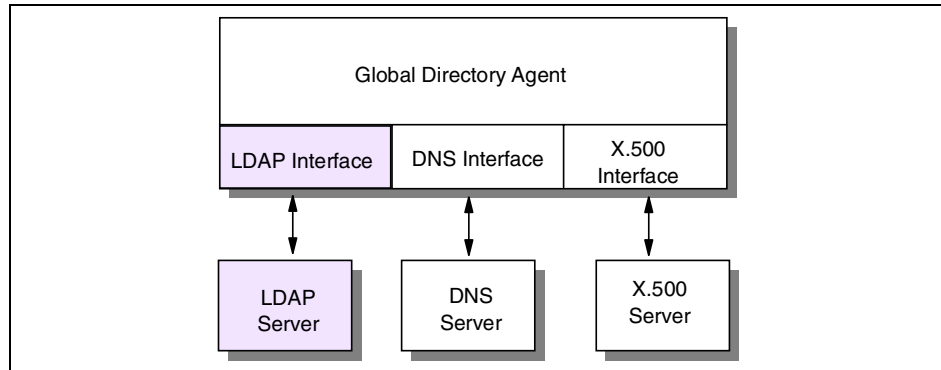 Global Directory Agent
LDAP Interface
DNS Interface
X.500
Interface
LDAP
Server
DNS
Server
X.500
Server